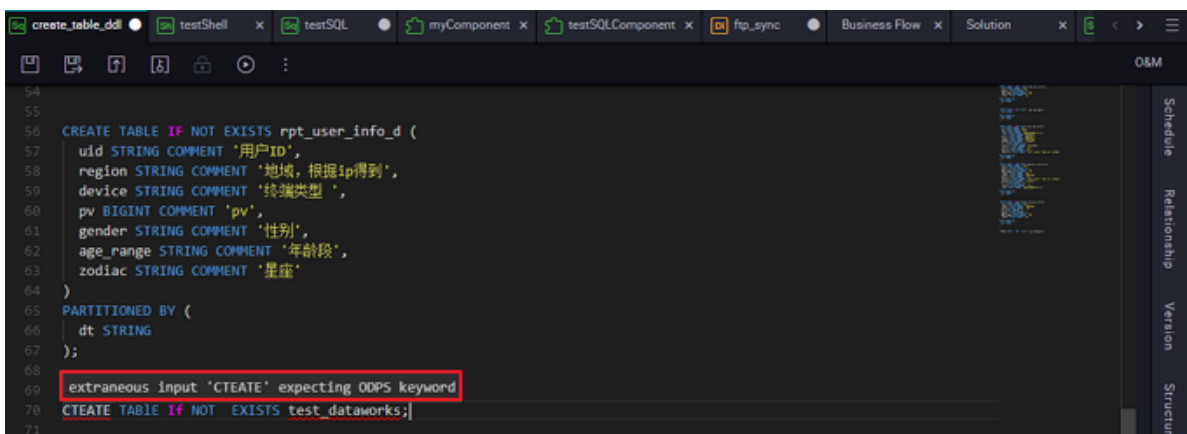 Sq create_table_ddl Sh testShell x Sq testSQL myComponent x testSQLComponent x DI ftp_sync Business Flow x Solution x S
O&M
54
55
56 CREATE TABLE IF NOT EXISTS rpt_user_info_d (
57 uid STRING COMMENT '用户ID',
58 region STRING COMMENT '地域，根据ip得到',
59 device STRING COMMENT '终端类型 ',
60 pv BIGINT COMMENT 'pv',
61 gender STRING COMMENT '性别',
62 age_range STRING COMMENT '年龄段',
63 zodiac STRING COMMENT '星座'
64 )
65 PARTITIONED BY (
66 dt STRING
67 );
68
69 extraneous input 'CTEATE' expecting ODPS keyword
70 CTEATE TABlE If NOT  EXISTS test_dataworks;
71
Schedule
Relationship
Version
Structur